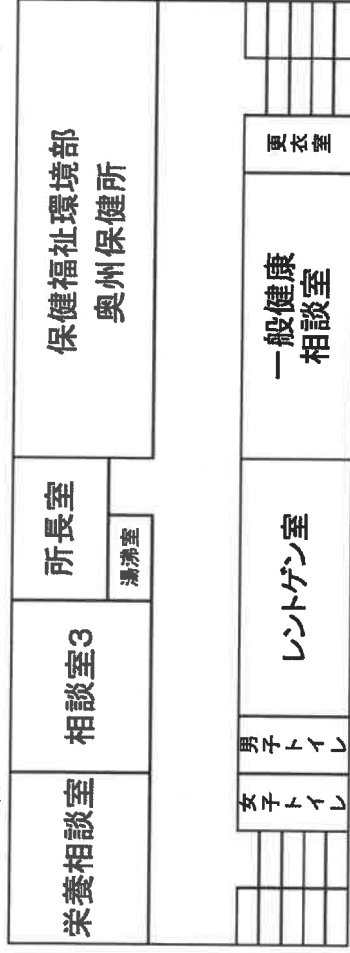 栄養相談室
相談室3
所長室
湯沸室
保健福祉環境部
奥州保健所
女子トイレ
男子トイレ
レントゲン室
一般健康
相談室
更衣室